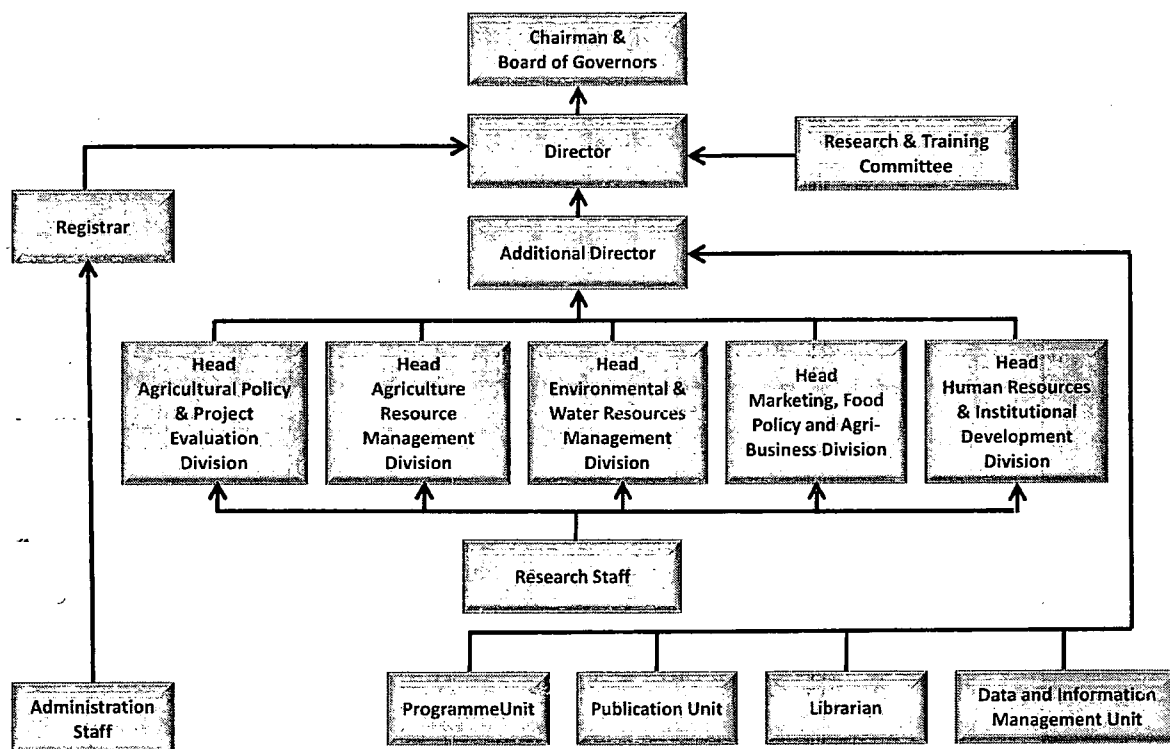 Chairman &
Board of Governors
Director
Research & Training
Committee
Registrar
Additional Director
Head
Agricultural Policy
& Project
Evaluation
Division
Head
Agriculture
Resource
Management
Division
Head
Environmental &
Water Resources
Management
Division
Head
Marketing, Food
Policy and Agri-
Business Division
Head
Human Resources
& Institutional
Development
Division
Research Staff
Administration
Staff
ProgrammeUnit
Publication Unit
Librarian
Data and Information
Management Unit